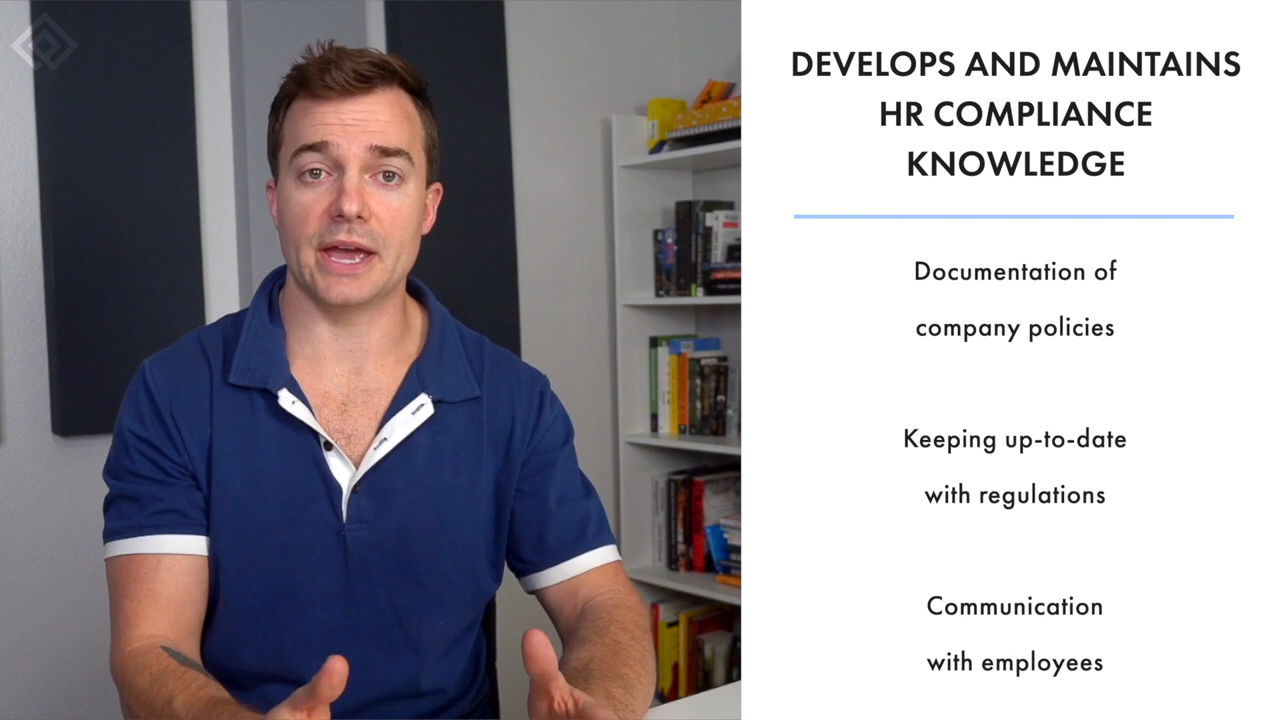 DEVELOPS AND MAINTAINS
HR COMPLIANCE
KNOWLEDGE
Documentation of
company policies
Keeping up-to-date
with regulations
Communication
with employees